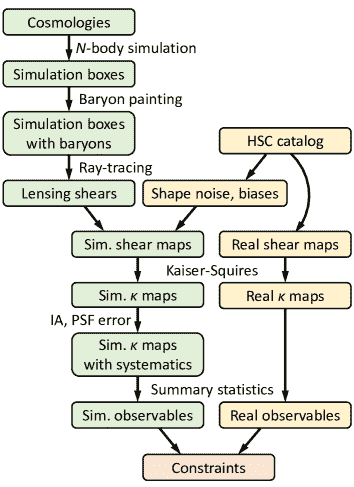 Cosmologies
N-body simulation
Simulation boxes
Baryon painting
Simulation boxes
with baryons
HSC catalog
Ray-tracing
Lensing shears
Shape noise, biases
Sim. shear maps
Real shear maps
Kaiser-Squires
Sim. κ maps
Real κ maps
IA, PSF error
Sim. κ maps
with systematics
Summary statistics
Sim. observables
Real observables
Constraints